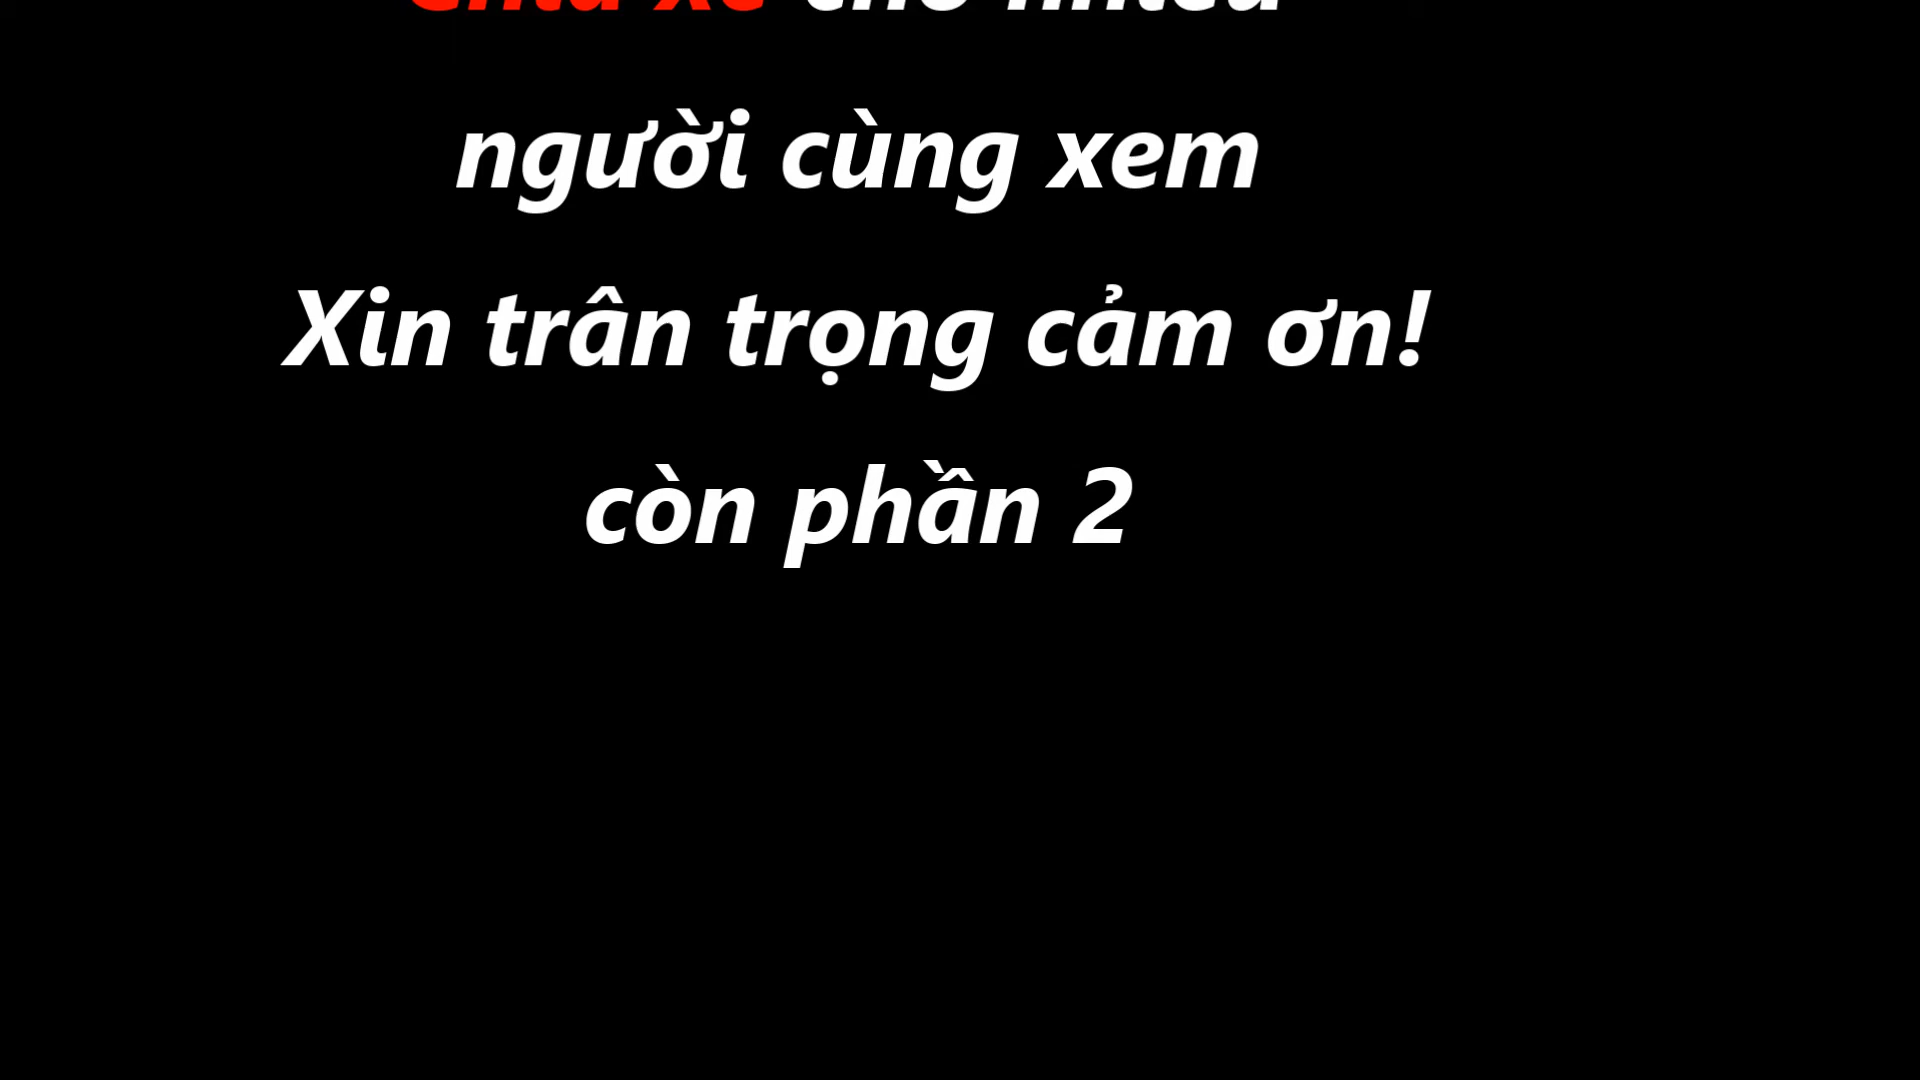 người cùng xem
Xin trân trọng cảm ơn!
còn phần 2